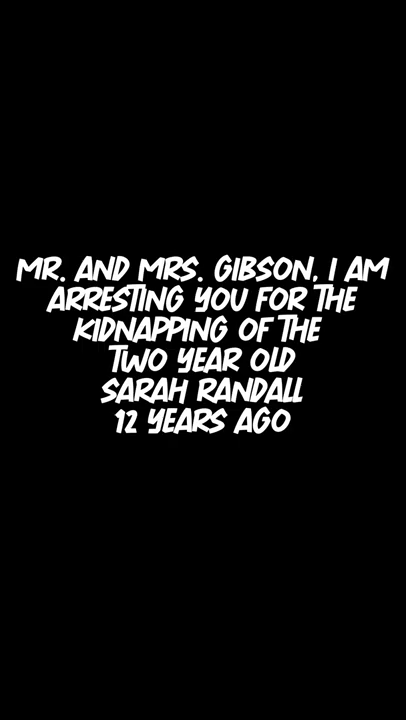 MR. AND MRS. GIBSON, I AM
ARRESTING YOU FOR THE
KIDNAPPING OF THE
TWO YEAR OLD
SARAH RANDALL
12 YEARS AGO